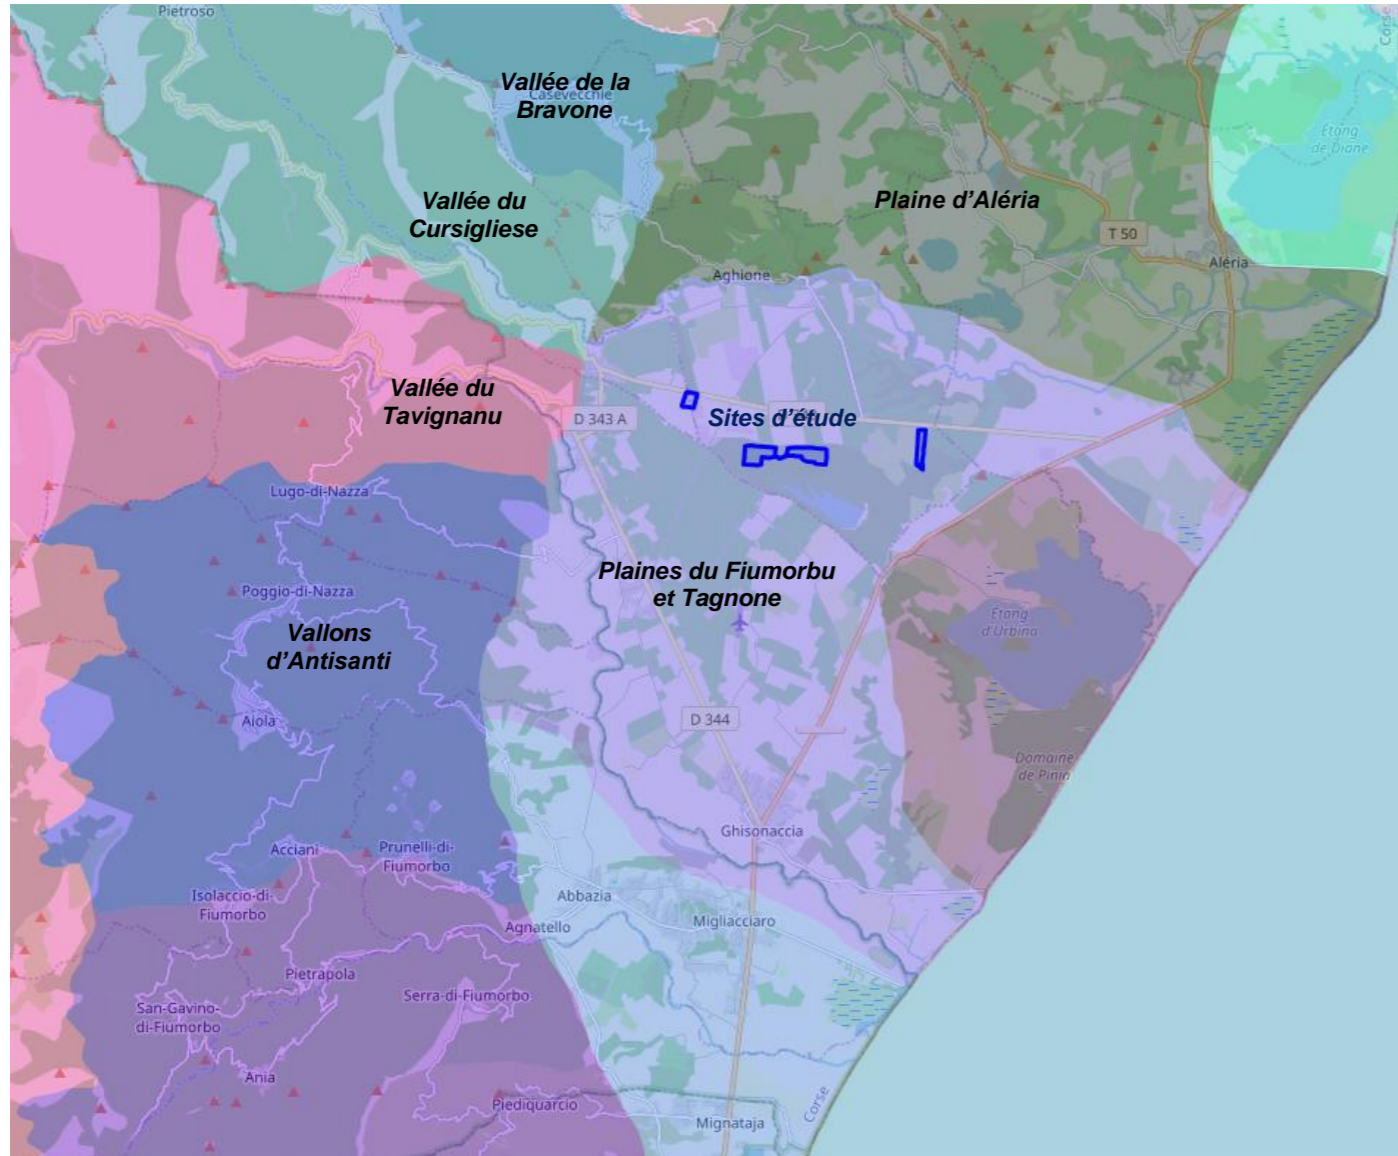 Pietroso
Corse
Vallée de la
Bravone
Casevecchie
Étang
de Diane
Vallée du
Cursigliese
Plaine d'Aléria
T 50
Aléria
Aghione
Vallée du
Tavignanu
D 343 A
Sites d'étude
Lugo-di-Nazza
Plaines du Fiumorbu
et Tagnone
Poggio-di-Nazza
Étang
d'Urbino
Vallons
d'Antisanti
Aiola
D 344
Domaine
de Pinia
Ghisonaccia
Acciani
Prunelli-di-
Fiumorbo
Isolaccio-di-
Fiumorbo
Abbazia
Agnatello
Migliacciaro
Pietrapola
Serra-di-Fiumorbo
San-Gavino-
di-Fiumorbo
Ania
Piediquarcio
Mignataja
Corse